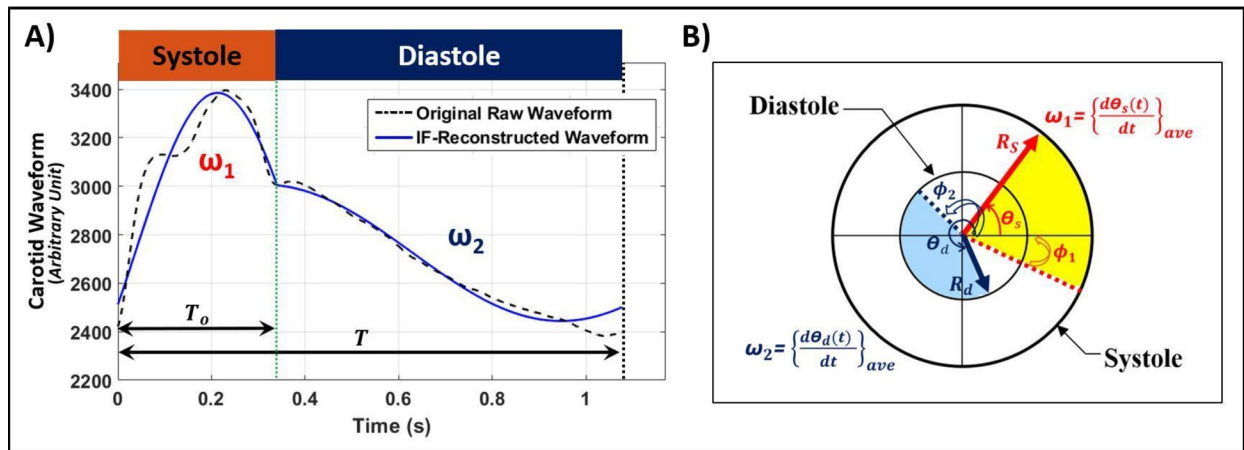 A)
Systole
Diastole
Carotid Waveform
(Arbitrary Unit)
3400
3200
3000
2800
2600
2400
2200
Original Raw Waveform
IF-Reconstructed Waveform
ω1
ω2
To
T
0
0.2
0.4
0.6
0.8
1
Time (s)
B)
Diastole
ω1= {dθs(t)/dt}ave
RS
ϕ2
θs
θd
ϕ1
Rd
ω2= {dθd(t)/dt}ave
Systole